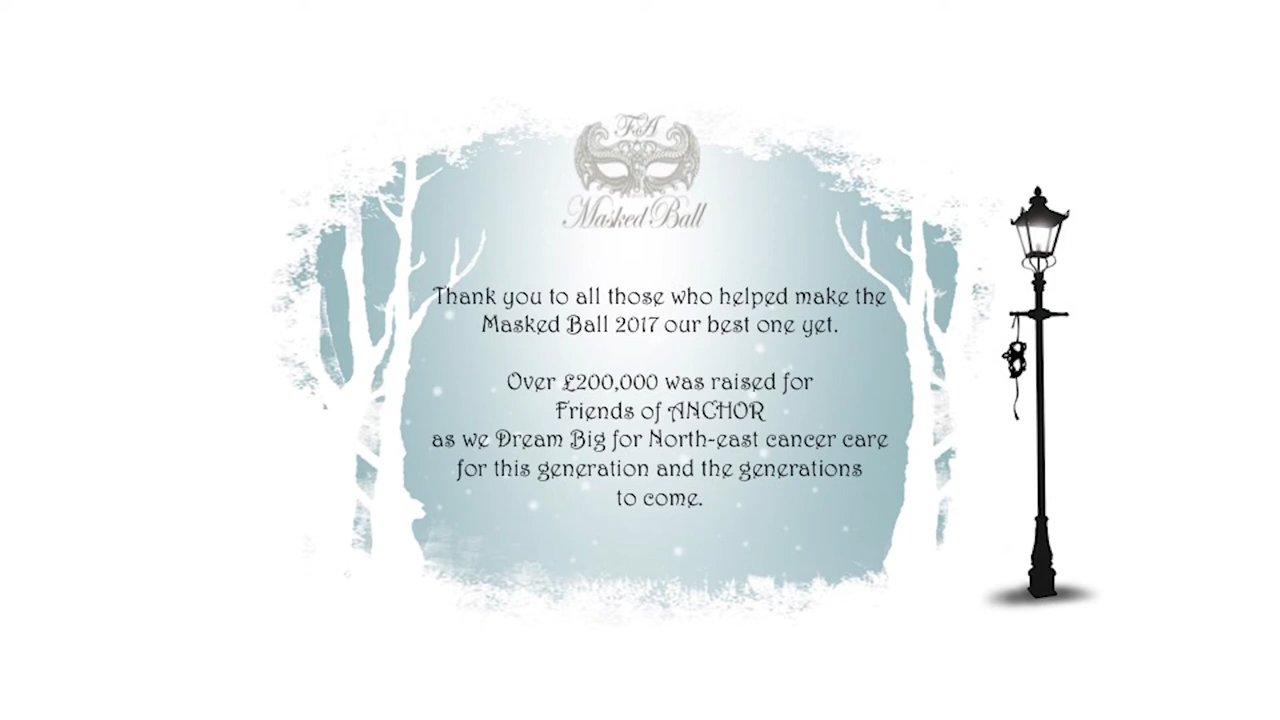 FoA
Masked Ball
Thank you to all those who helped make the
Masked Ball 2017 our best one yet.
Over £200,000 was raised for
Friends of ANCHOR
as we Dream Big for North-east cancer care
for this generation and the generations
to come.